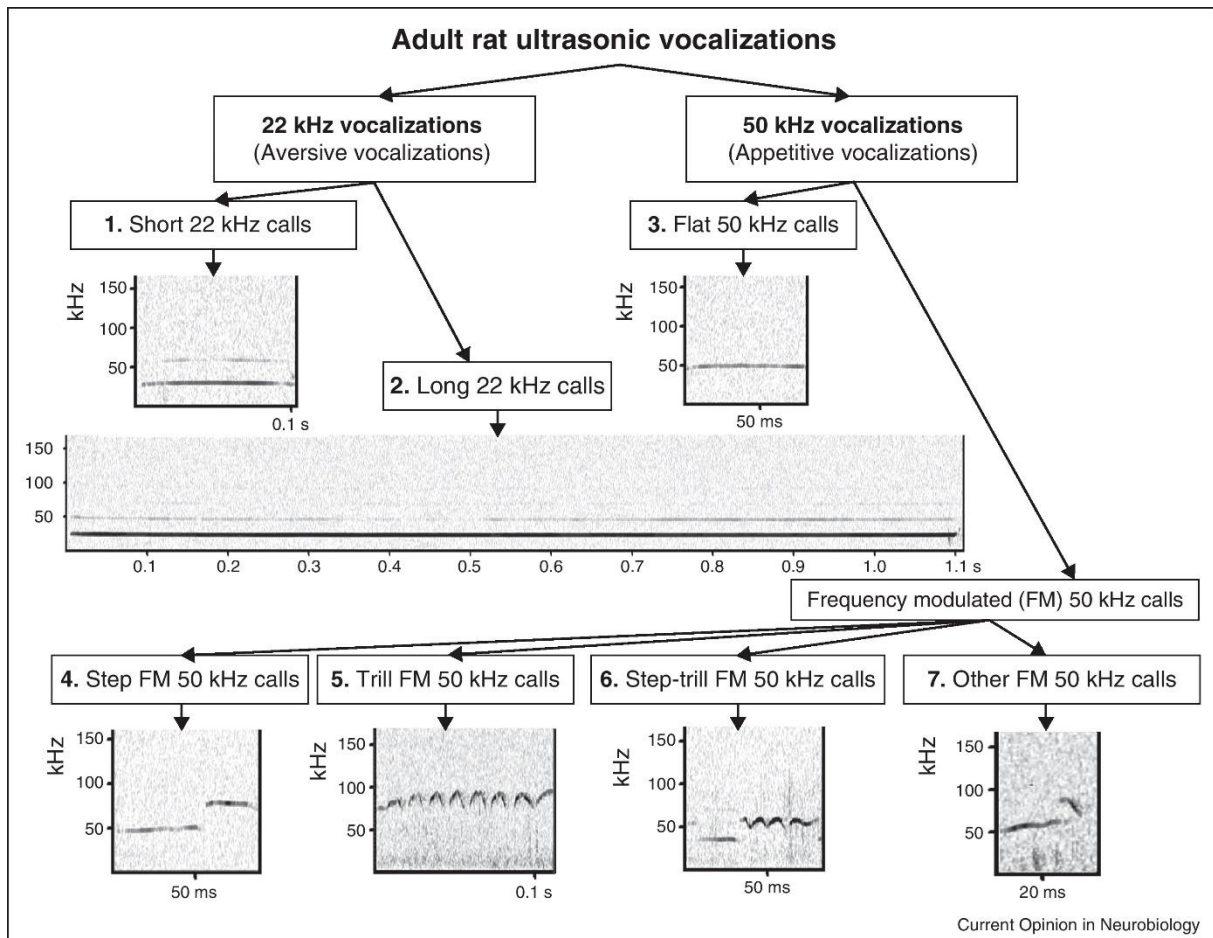 Adult rat ultrasonic vocalizations
22 kHz vocalizations
(Aversive vocalizations)
50 kHz vocalizations
(Appetitive vocalizations)
1. Short 22 kHz calls
3. Flat 50 kHz calls
kHz
150
100
50
0.1 s
kHz
150
100
50
50 ms
2. Long 22 kHz calls
150
100
50
0.1 0.2 0.3 0.4 0.5 0.6 0.7 0.8 0.9 1.0 1.1 s
Frequency modulated (FM) 50 kHz calls
4. Step FM 50 kHz calls
5. Trill FM 50 kHz calls
6. Step-trill FM 50 kHz calls
7. Other FM 50 kHz calls
kHz
150
100
50
50 ms
kHz
150
100
50
0.1 s
kHz
150
100
50
50 ms
kHz
150
100
50
20 ms
Current Opinion in Neurobiology